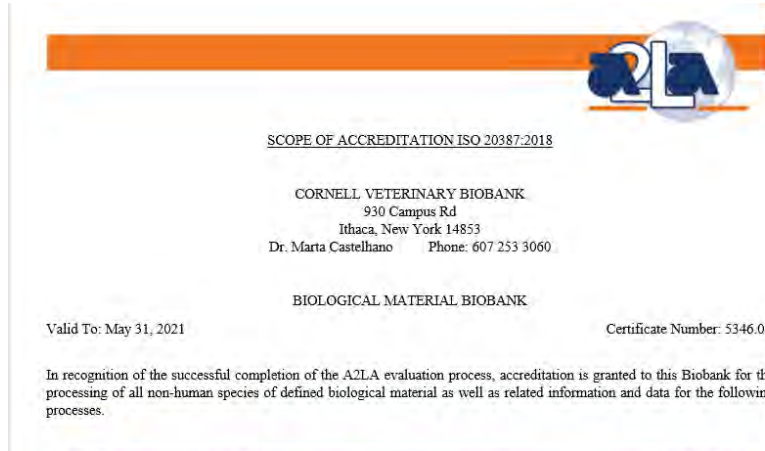 a2La
SCOPE OF ACCREDITATION ISO 20387:2018
CORNELL VETERINARY BIOBANK
930 Campus Rd
Ithaca, New York 14853
Dr. Marta Castelhano Phone: 607 253 3060
BIOLOGICAL MATERIAL BIOBANK
Valid To: May 31, 2021 Certificate Number: 5346.0
In recognition of the successful completion of the A2LA evaluation process, accreditation is granted to this Biobank for th
processing of all non-human species of defined biological material as well as related information and data for the followin
processes.